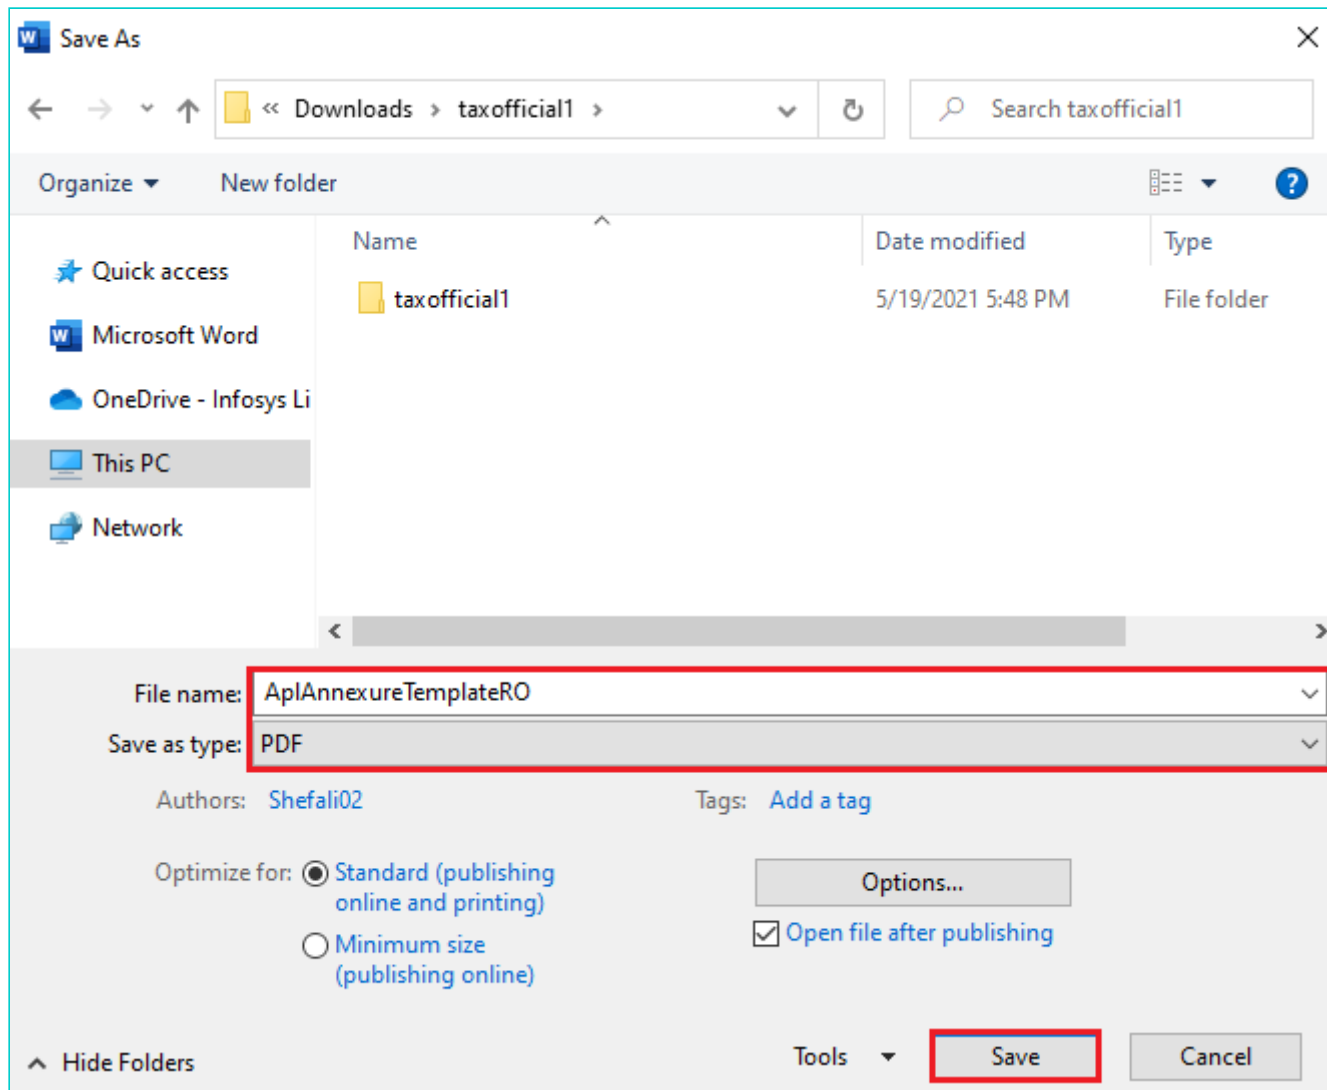 Save As
« Downloads > taxofficial1 >
Search taxofficial1
Organize
New folder
Name
Date modified
Type
Quick access
taxofficial1
5/19/2021 5:48 PM
File folder
Microsoft Word
OneDrive - Infosys Li
This PC
Network
File name: AplAnnexureTemplateRO
Save as type: PDF
Authors: Shefali02
Tags: Add a tag
Optimize for: Standard (publishing
online and printing)
Minimum size
(publishing online)
Options...
Open file after publishing
Hide Folders
Tools
Save
Cancel